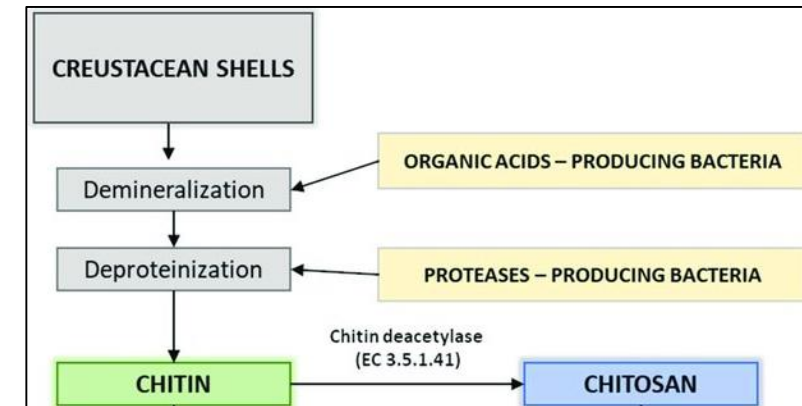 CREUSTACEAN SHELLS
ORGANIC ACIDS – PRODUCING BACTERIA
Demineralization
Deproteinization
PROTEASES – PRODUCING BACTERIA
Chitin deacetylase
(EC 3.5.1.41)
CHITIN
CHITOSAN